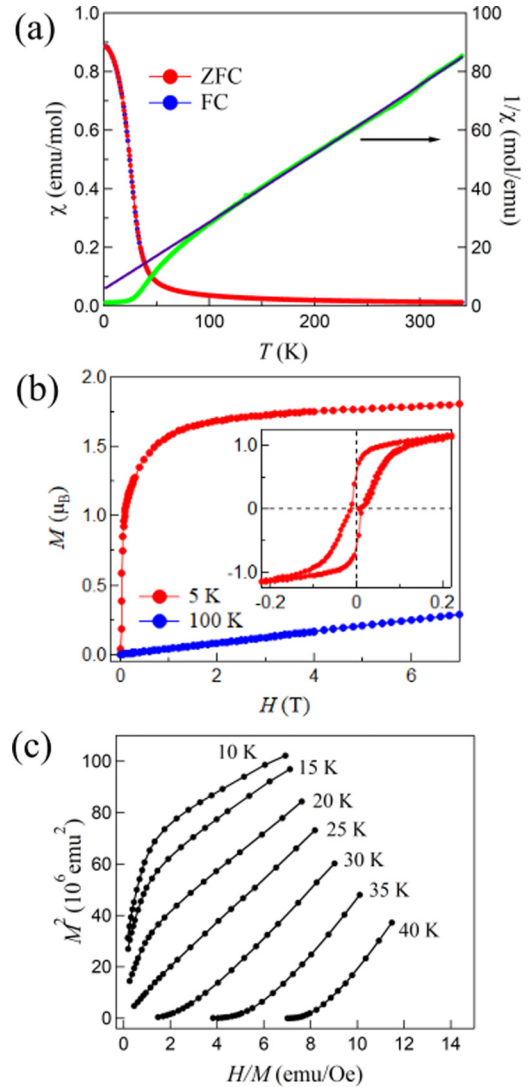 (a)
1.0
0.8
0.6
0.4
0.2
0.0
χ (emu/mol)
ZFC
FC
100
80
60
40
20
0
1/χ (mol/emu)
0
100
200
300
T (K)
(b)
2.0
1.5
1.0
0.5
0.0
M (μB)
1.0
0
-1.0
-0.2
0
0.2
5 K
100 K
0
2
4
6
H (T)
(c)
100
80
60
40
20
0
M² (10⁶ emu²)
10 K
15 K
20 K
25 K
30 K
35 K
40 K
0
2
4
6
8
10
12
14
H/M (emu/Oe)